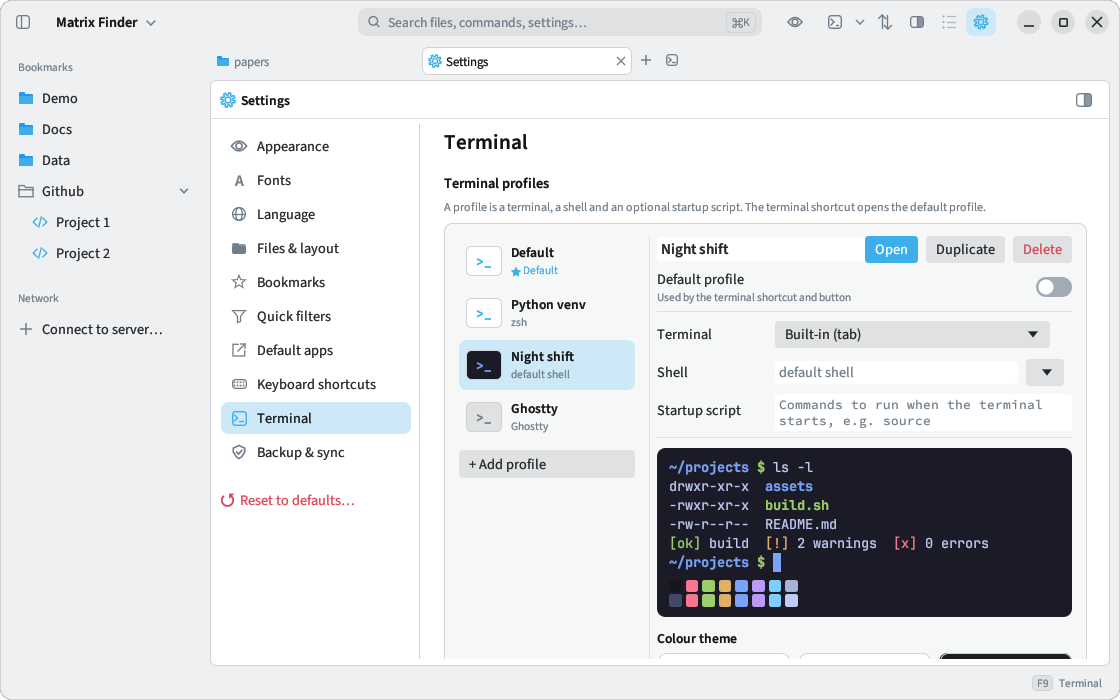 Matrix Finder
Search files, commands, settings…
⌘K
Bookmarks
Demo
Docs
Data
Github
Project 1
Project 2
Network
Connect to server…
papers
Settings
Settings
Appearance
Fonts
Language
Files & layout
Bookmarks
Quick filters
Default apps
Keyboard shortcuts
Terminal
Backup & sync
Reset to defaults…
Terminal
Terminal profiles
A profile is a terminal, a shell and an optional startup script. The terminal shortcut opens the default profile.
Default
Default
Python venv
zsh
Night shift
default shell
Ghostty
Ghostty
+ Add profile
Night shift
Open
Duplicate
Delete
Default profile
Used by the terminal shortcut and button
Terminal
Built-in (tab)
Shell
default shell
Startup script
Commands to run when the terminal
starts, e.g. source
~/projects $ ls -l
drwxr-xr-x assets
-rwxr-xr-x build.sh
-rw-r--r-- README.md
[ok] build [!] 2 warnings [x] 0 errors
~/projects $
Colour theme
F9 Terminal